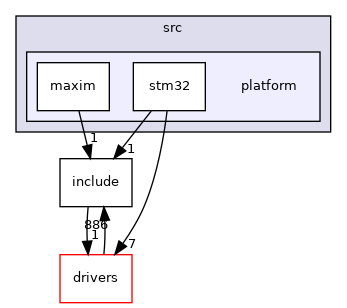 src
maxim stm32 platform
1 1
include
886
1 7
drivers